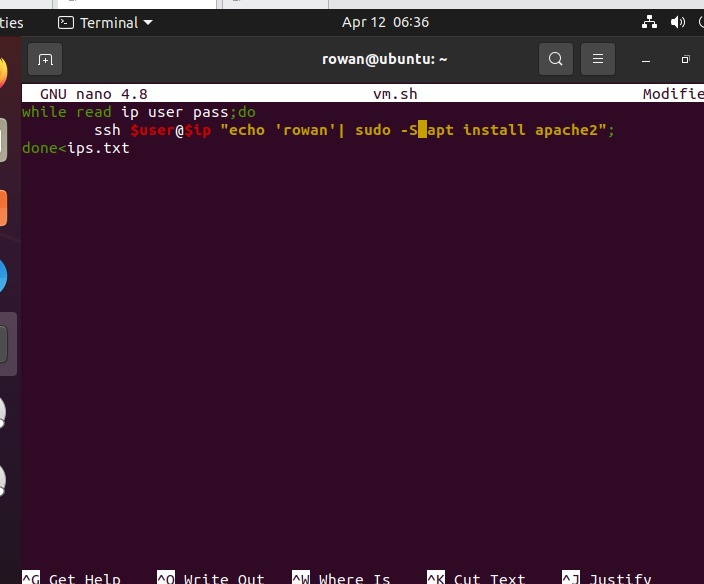 ties Terminal Apr 12 06:36
rowan@ubuntu: ~
GNU nano 4.8 vm.sh Modifie
while read ip user pass;do
ssh $user@$ip "echo 'rowan'| sudo -S apt install apache2";
done<ips.txt
^G Get Help ^O Write Out ^W Where Is ^K Cut Text ^J Justify